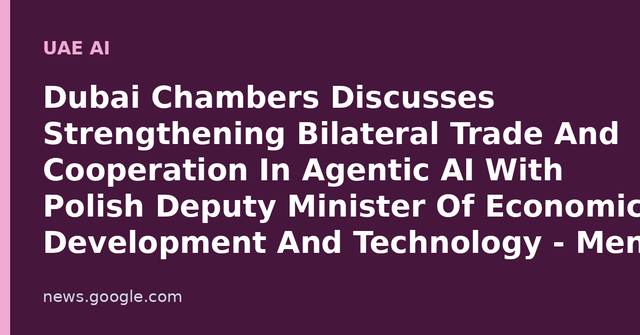 UAE AI
Dubai Chambers Discusses
Strengthening Bilateral Trade And
Cooperation In Agentic AI With
Polish Deputy Minister Of Economic
Development And Technology - Men
news.google.com